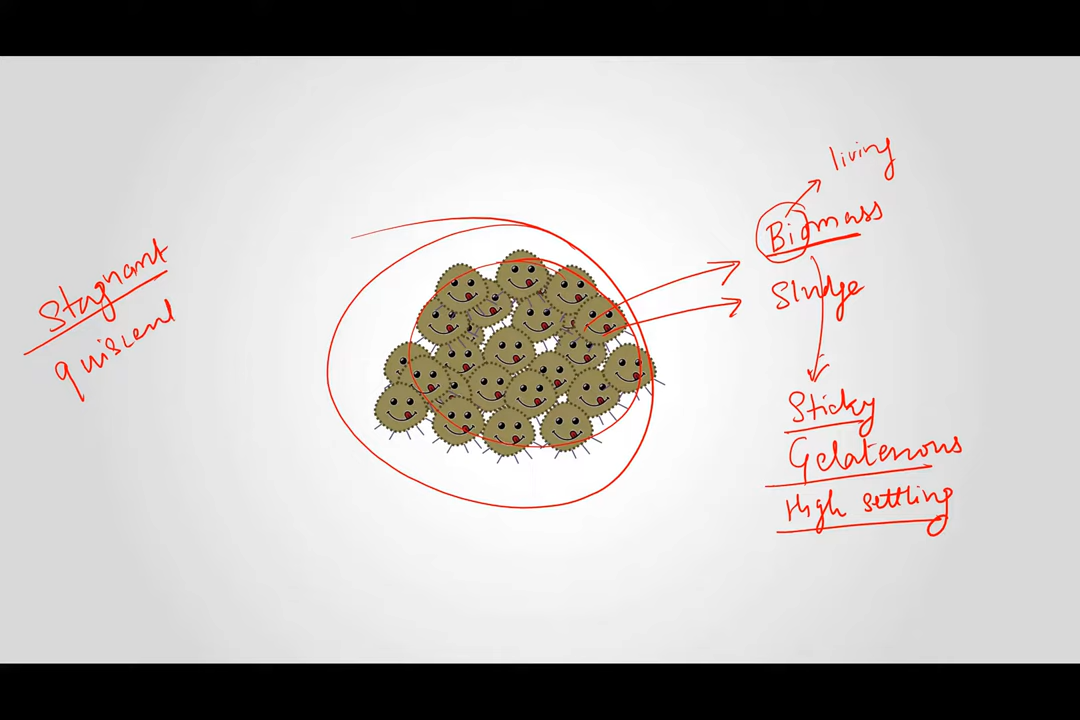 Stagnant
quiscent
living
Biomass
Sludge
Sticky
Gelatenous
High settling